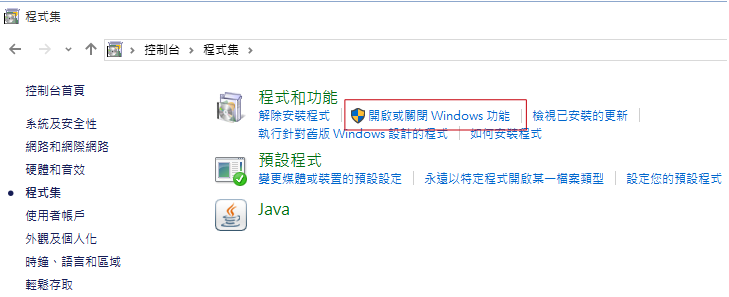 程式集
控制台 程式集
控制台首頁
系統及安全性
網路和網際網路
硬體和音效
程式集
使用者帳戶
外觀及個人化
時鐘、語言和區域
輕鬆存取
程式和功能
解除安裝程式 開啟或關閉 Windows 功能 檢視已安裝的更新
執行針對舊版 Windows 設計的程式 如何安裝程式
預設程式
變更媒體或裝置的預設設定 永遠以特定程式開啟某一檔案類型 設定您的預設程式
Java